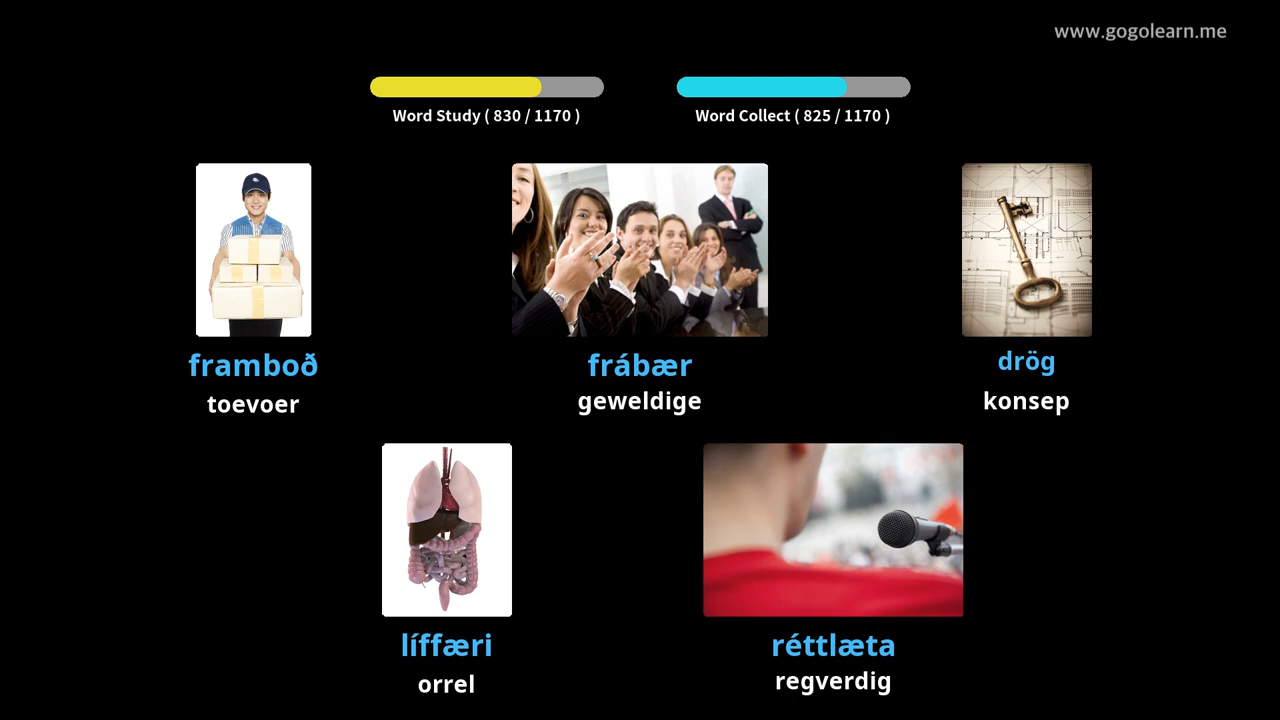 www.gogolearn.me
Word Study ( 830 / 1170 )
Word Collect ( 825 / 1170 )
framboð
toevoer
frábær
geweldige
drög
konsep
líffæri
orrel
réttlæta
regverdig